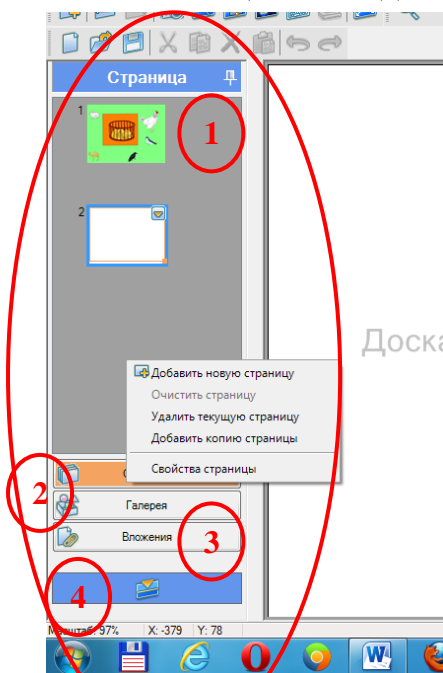 Страница
1
1
2
Доска
Добавить новую страницу
Очистить страницу
Удалить текущую страницу
Добавить копию страницы
Свойства страницы
2
Галерея
Вложения
3
4
Масштаб: 97% X: -379 Y: 78